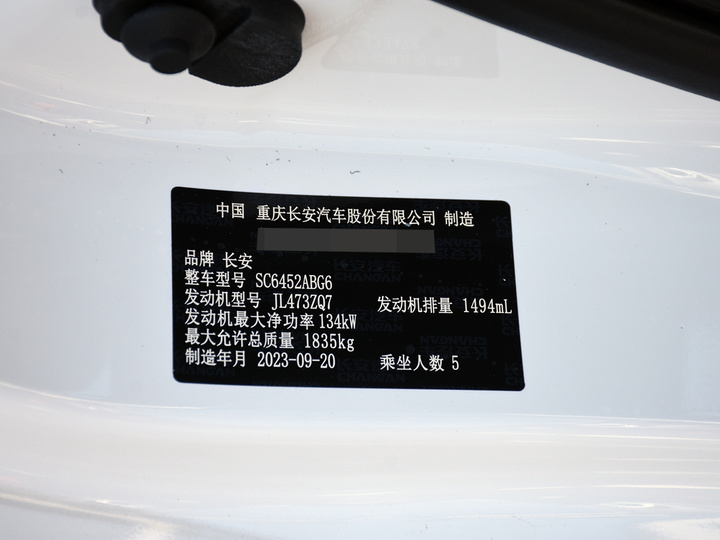 中国 重庆长安汽车股份有限公司 制造
品牌 长安
整车型号 SC6452ABG6
发动机型号 JL473ZQ7 发动机排量 1494mL
发动机最大净功率 134kW
最大允许总质量 1835kg
制造年月 2023-09-20 乘坐人数 5